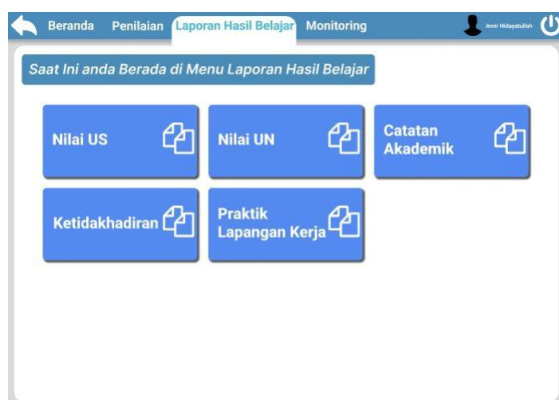 Beranda Penilaian Laporan Hasil Belajar Monitoring Amir Hidayatullah
Saat Ini anda Berada di Menu Laporan Hasil Belajar
Nilai US
Nilai UN
Catatan
Akademik
Ketidakhadiran
Praktik
Lapangan Kerja